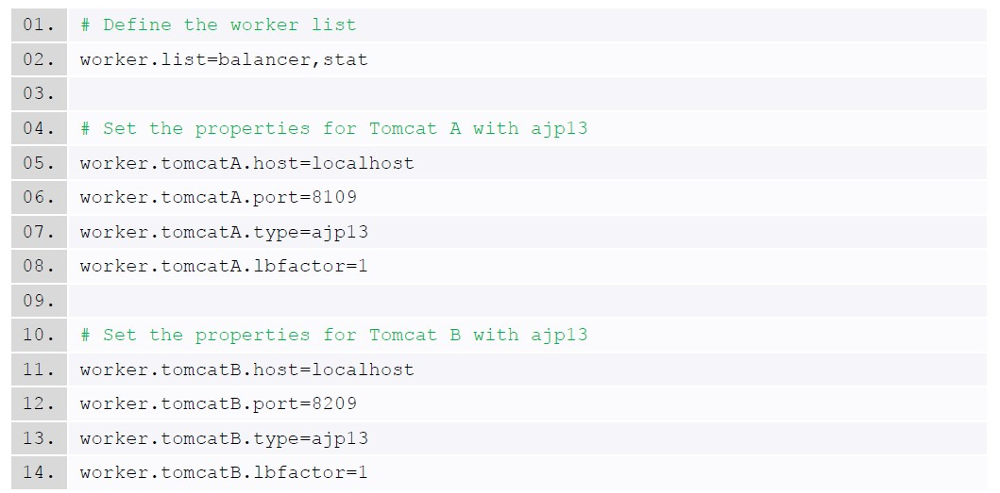 01. # Define the worker list
02. worker.list=balancer,stat
03.
04. # Set the properties for Tomcat A with ajp13
05. worker.tomcatA.host=localhost
06. worker.tomcatA.port=8109
07. worker.tomcatA.type=ajp13
08. worker.tomcatA.lbfactor=1
09.
10. # Set the properties for Tomcat B with ajp13
11. worker.tomcatB.host=localhost
12. worker.tomcatB.port=8209
13. worker.tomcatB.type=ajp13
14. worker.tomcatB.lbfactor=1